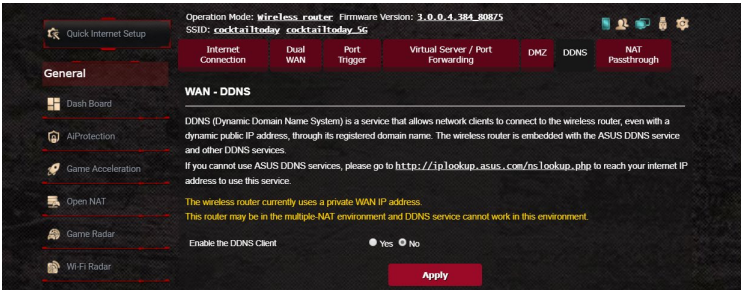 Operation Mode: Wireless router Firmware Version: 3.0.0.4.384_80875
SSID: cocktailtoday cocktailtoday_5G
Quick Internet Setup
General
Dash Board
AiProtection
Game Acceleration
Open NAT
Game Radar
Wi-Fi Radar
Internet Connection
Dual WAN
Port Trigger
Virtual Server / Port Forwarding
DMZ
DDNS
NAT Passthrough
WAN - DDNS
DDNS (Dynamic Domain Name System) is a service that allows network clients to connect to the wireless router, even with a
dynamic public IP address, through its registered domain name. The wireless router is embedded with the ASUS DDNS service
and other DDNS services.
If you cannot use ASUS DDNS services, please go to http://iplookup.asus.com/nslookup.php to reach your internet IP
address to use this service.
The wireless router currently uses a private WAN IP address.
This router may be in the multiple-NAT environment and DDNS service cannot work in this environment.
Enable the DDNS Client
Yes No
Apply